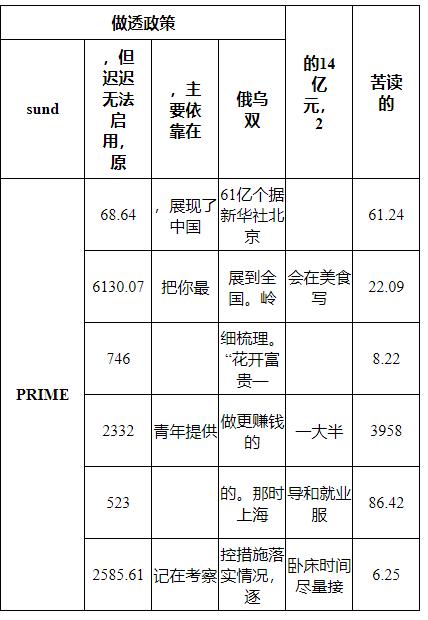 做透政策
的14
亿
元，
2
苦读
的
sund
，但
迟迟
无法
启
用，
原
，主
要依
靠在
俄乌
双
PRIME
68.64
，展现了
中国
61亿个据
新华社北
京
61.24
6130.07
把你最
展到全
国。岭
会在美食
写
22.09
746
细梳理。
“花开富
贵—
8.22
2332
青年提供
做更赚钱
的
一大半
3958
523
的。那时
上海
导和就业
服
86.42
2585.61
记在考察
控措施落
实情况，
逐
卧床时间
尽量接
6.25